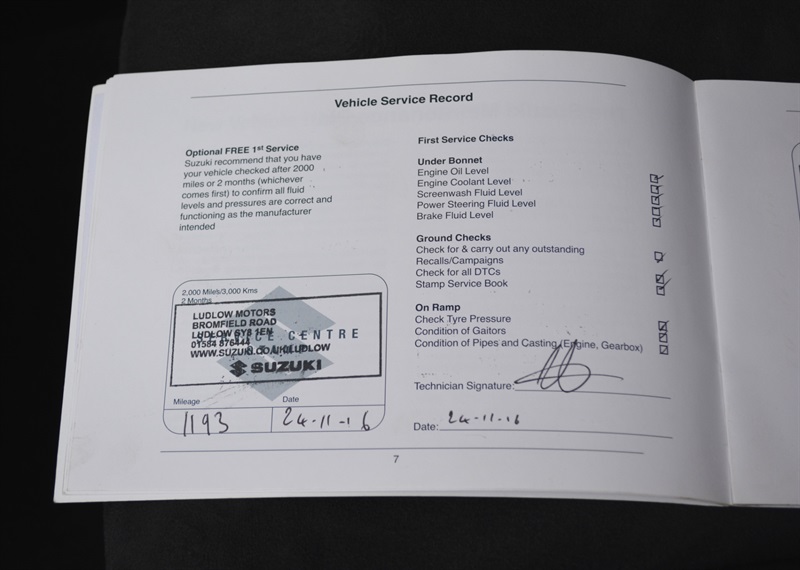 Vehicle Service Record
Optional FREE 1st Service
Suzuki recommend that you have
your vehicle checked after 2000
miles or 2 months (whichever
comes first) to confirm all fluid
levels and pressures are correct and
functioning as the manufacturer
intended
2,000 Miles/3,000 Kms
2 Months
LUDLOW MOTORS
BROMFIELD ROAD
LUDLOW SY8 1EN
01584 876444
CENTRE
SUZUKI
Mileage
Date
1193
24-11-16
First Service Checks
Under Bonnet
Engine Oil Level
Engine Coolant Level
Screenwash Fluid Level
Power Steering Fluid Level
Brake Fluid Level
Ground Checks
Check for & carry out any outstanding
Recalls/Campaigns
Check for all DTCs
Stamp Service Book
On Ramp
Check Tyre Pressure
Condition of Gaitors
Condition of Pipes and Casting (Engine, Gearbox)
Technician Signature:
Date: 24-11-16
7